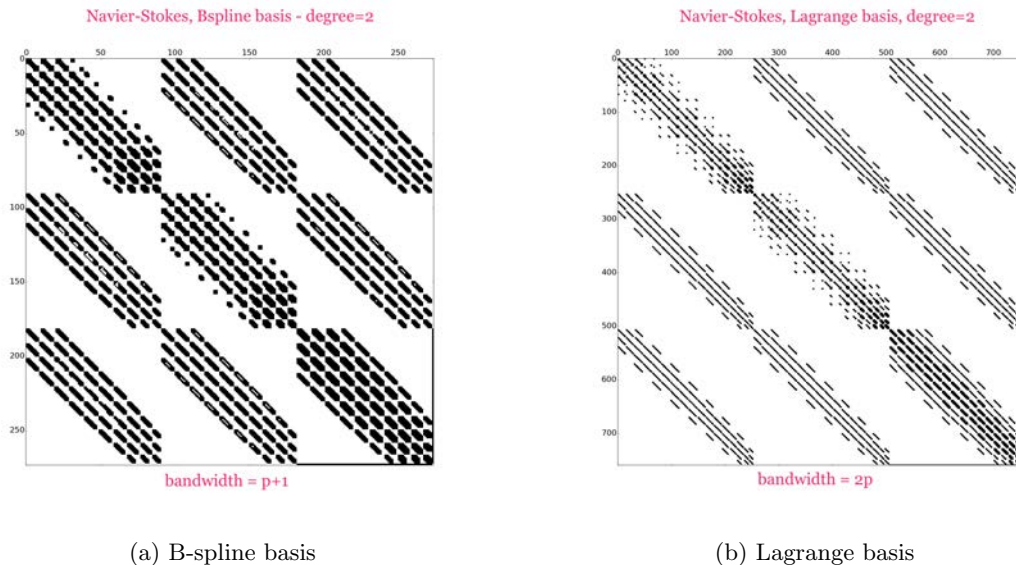 Navier-Stokes, Bspline basis - degree=2
0 50 100 150 200 250
0
50
100
150
200
250
bandwidth = p+1
(a) B-spline basis
Navier-Stokes, Lagrange basis, degree=2
0 100 200 300 400 500 600 700
0
100
200
300
400
500
600
700
bandwidth = 2p
(b) Lagrange basis